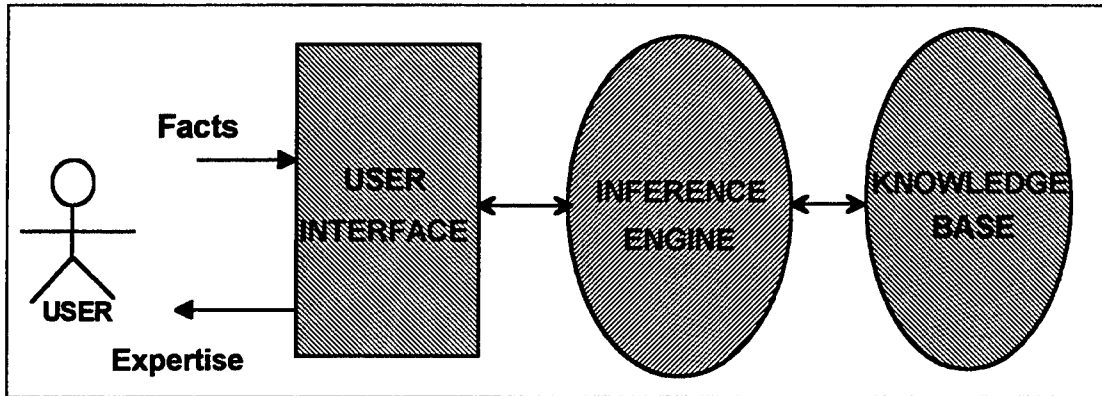 Facts
USER
INTERFACE
INFERENCE
ENGINE
KNOWLEDGE
BASE
USER
Expertise